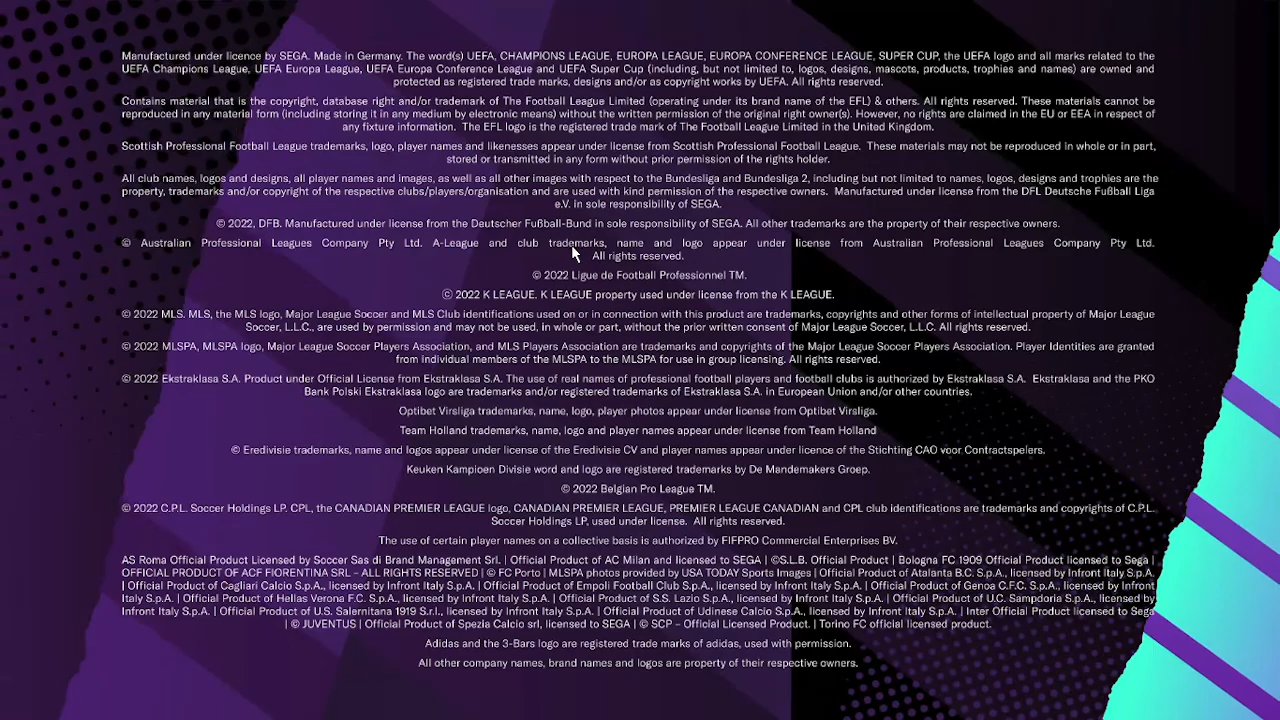 Manufactured under licence by SEGA. Made in Germany. The word(s) UEFA, CHAMPIONS LEAGUE, EUROPA LEAGUE, EUROPA CONFERENCE LEAGUE, SUPER CUP, the UEFA logo and all marks related to the
UEFA Champions League, UEFA Europa League, UEFA Europa Conference League and UEFA Super Cup (including, but not limited to, logos, designs, mascots, products, trophies and names) are owned and
protected as registered trade marks, designs and/or as copyright works by UEFA. All rights reserved.
Contains material that is the copyright, database right and/or trademark of The Football League Limited (operating under its brand name of the EFL) & others. All rights reserved. These materials cannot be
reproduced in any material form (including storing it in any medium by electronic means) without the written permission of the original right owner(s). However, no rights are claimed in the EU or EEA in respect of
any fixture information. The EFL logo is the registered trade mark of The Football League Limited in the United Kingdom.
Scottish Professional Football League trademarks, logo, player names and likenesses appear under license from Scottish Professional Football League. These materials may not be reproduced in whole or in part,
stored or transmitted in any form without prior permission of the rights holder.
All club names, logos and designs, all player names and images, as well as all other images with respect to the Bundesliga and Bundesliga 2, including but not limited to names, logos, designs and trophies are the
property, trademarks and/or copyright of the respective clubs/players/organisation and are used with kind permission of the respective owners. Manufactured under license from the DFL Deutsche Fußball Liga
e.V. in sole responsibility of SEGA.
© 2022, DFB. Manufactured under license from the Deutscher Fußball-Bund in sole responsibility of SEGA. All other trademarks are the property of their respective owners.
© Australian Professional Leagues Company Pty Ltd. A-League and club trademarks, name and logo appear under license from Australian Professional Leagues Company Pty Ltd.
All rights reserved.
© 2022 Ligue de Football Professionnel TM.
© 2022 K LEAGUE. K LEAGUE property used under license from the K LEAGUE.
© 2022 MLS. MLS, the MLS logo, Major League Soccer and MLS Club identifications used on or in connection with this product are trademarks, copyrights and other forms of intellectual property of Major League
Soccer, L.L.C., are used by permission and may not be used, in whole or part, without the prior written consent of Major League Soccer, L.L.C. All rights reserved.
© 2022 MLSPA, MLSPA logo, Major League Soccer Players Association, and MLS Players Association are trademarks and copyrights of the Major League Soccer Players Association. Player Identities are granted
from individual members of the MLSPA to the MLSPA for use in group licensing. All rights reserved.
© 2022 Ekstraklasa S.A. Product under Official License from Ekstraklasa S.A. The use of real names of professional football players and football clubs is authorized by Ekstraklasa S.A. Ekstraklasa and the PKO
Bank Polski Ekstraklasa logo are trademarks and/or registered trademarks of Ekstraklasa S.A. in European Union and/or other countries.
Optibet Virsliga trademarks, name, logo, player photos appear under license from Optibet Virsliga.
Team Holland trademarks, name, logo and player names appear under license from Team Holland
© Eredivisie trademarks, name and logos appear under license of the Eredivisie CV and player names appear under licence of the Stichting CAO voor Contractspelers.
Keuken Kampioen Divisie word and logo are registered trademarks by De Mandemakers Groep.
© 2022 Belgian Pro League TM.
© 2022 C.P.L. Soccer Holdings LP. CPL, the CANADIAN PREMIER LEAGUE logo, CANADIAN PREMIER LEAGUE, PREMIER LEAGUE CANADIAN and CPL club identifications are trademarks and copyrights of C.P.L.
Soccer Holdings LP, used under license. All rights reserved.
The use of certain player names on a collective basis is authorized by FIFPRO Commercial Enterprises BV.
AS Roma Official Product Licensed by Soccer Sas di Brand Management Srl. | Official Product of AC Milan and licensed to SEGA | ©S.L.B. Official Product | Bologna FC 1909 Official Product licensed to Sega |
OFFICIAL PRODUCT OF ACF FIORENTINA SRL – ALL RIGHTS RESERVED | © FC Porto | MLSPA photos provided by USA TODAY Sports Images | Official Product of Atalanta B.C. S.p.A., licensed by Infront Italy S.p.A.
| Official Product of Cagliari Calcio S.p.A., licensed by Infront Italy S.p.A. | Official Product of Empoli Football Club S.p.A., licensed by Infront Italy S.p.A. | Official Product of Genoa C.F.C. S.p.A., licensed by Infront
Italy S.p.A. | Official Product of Hellas Verona F.C. S.p.A., licensed by Infront Italy S.p.A. | Official Product of S.S. Lazio S.p.A., licensed by Infront Italy S.p.A. | Official Product of U.C. Sampdoria S.p.A., licensed by
Infront Italy S.p.A. | Official Product of U.S. Salernitana 1919 S.r.l., licensed by Infront Italy S.p.A. | Official Product of Udinese Calcio S.p.A., licensed by Infront Italy S.p.A. | Inter Official Product licensed to Sega
| © JUVENTUS | Official Product of Spezia Calcio srl, licensed to SEGA | © SCP – Official Licensed Product. | Torino FC official licensed product.
Adidas and the 3-Bars logo are registered trade marks of adidas, used with permission.
All other company names, brand names and logos are property of their respective owners.